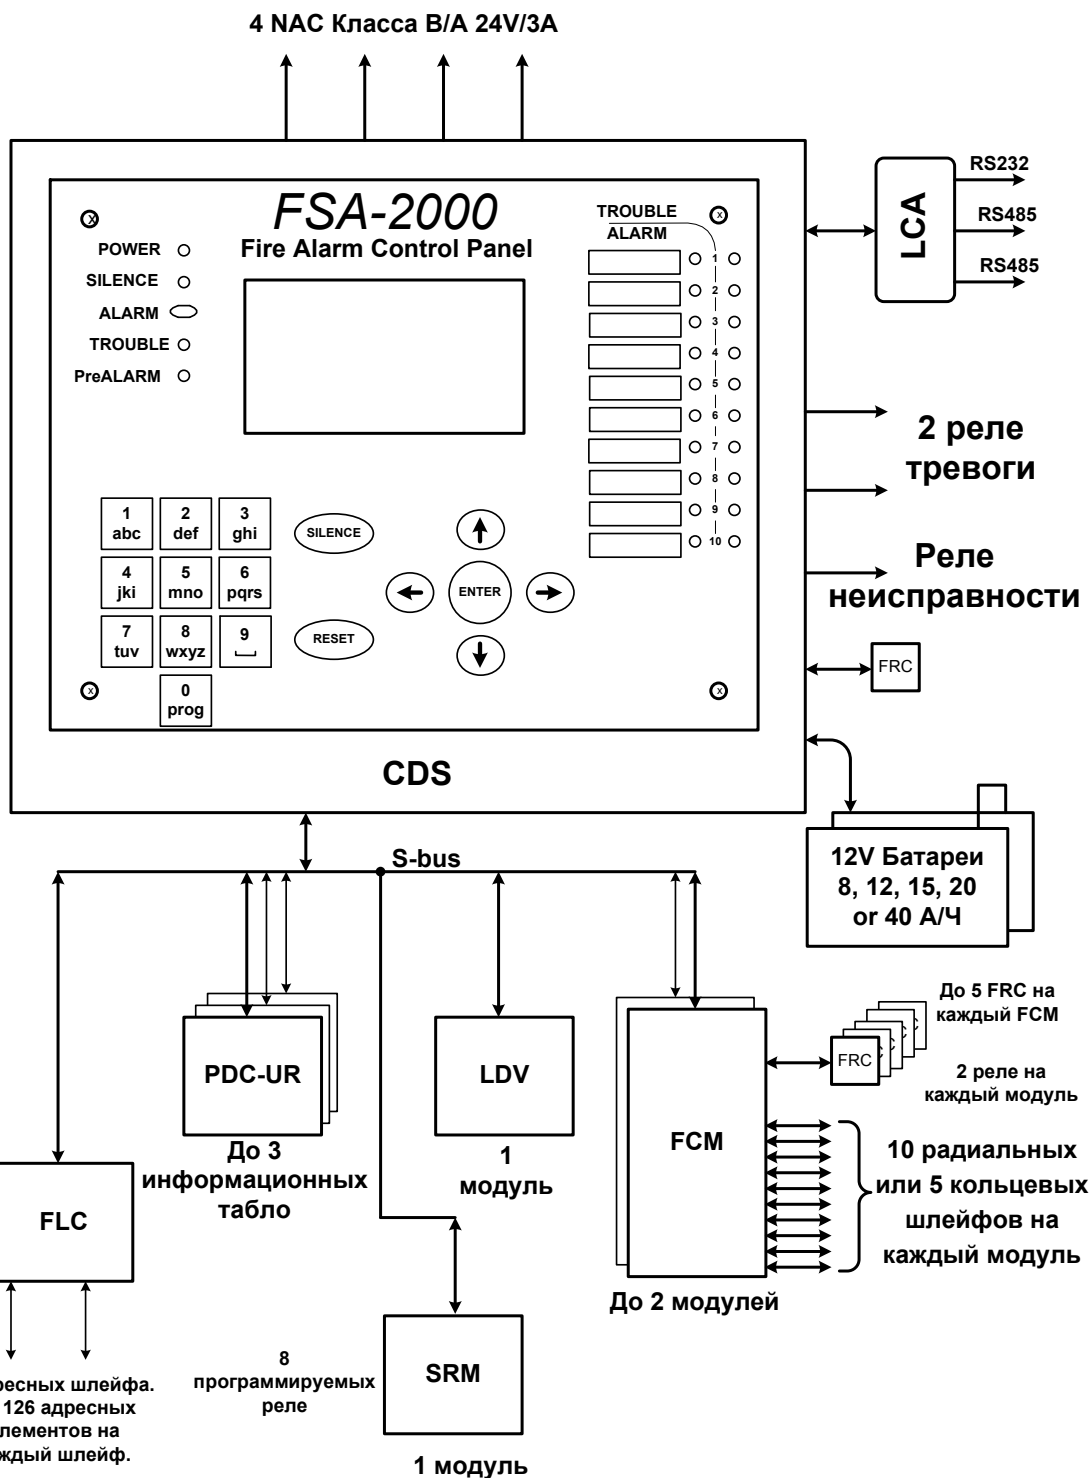 4 NAC Класса B/A 24V/3A
FSA-2000
Fire Alarm Control Panel
POWER
SILENCE
ALARM
TROUBLE
PreALARM
TROUBLE
ALARM
1
2
3
4
5
6
7
8
9
10
1
abc
2
def
3
ghi
4
jki
5
mno
6
pqrs
7
tuv
8
wxyz
9
0
prog
SILENCE
RESET
ENTER
CDS
LCA
RS232
RS485
RS485
2 реле
тревоги
Реле
неисправности
FRC
12V Батареи
8, 12, 15, 20
or 40 А/Ч
S-bus
PDC-UR
До 3
информационных
табло
LDV
1
модуль
FCM
До 2 модулей
FRC
До 5 FRC на
каждый FCM
2 реле на
каждый модуль
10 радиальных
или 5 кольцевых
шлейфов на
каждый модуль
FLC
шлейфа.
126 адресных
на
шлейф.
8
программируемых
реле
SRM
1 модуль